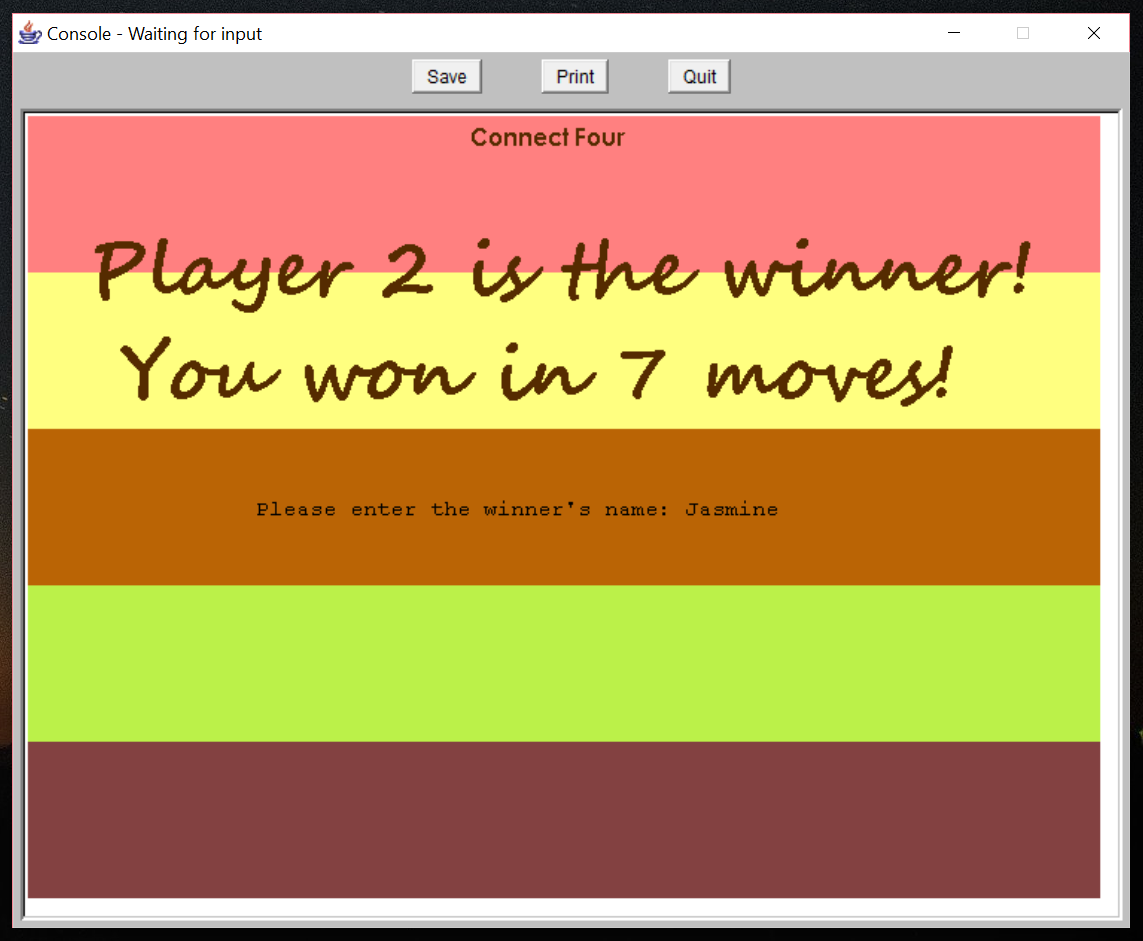 Console - Waiting for input
Save Print Quit
Connect Four
Player 2 is the winner!
You won in 7 moves!
Please enter the winner's name: Jasmine